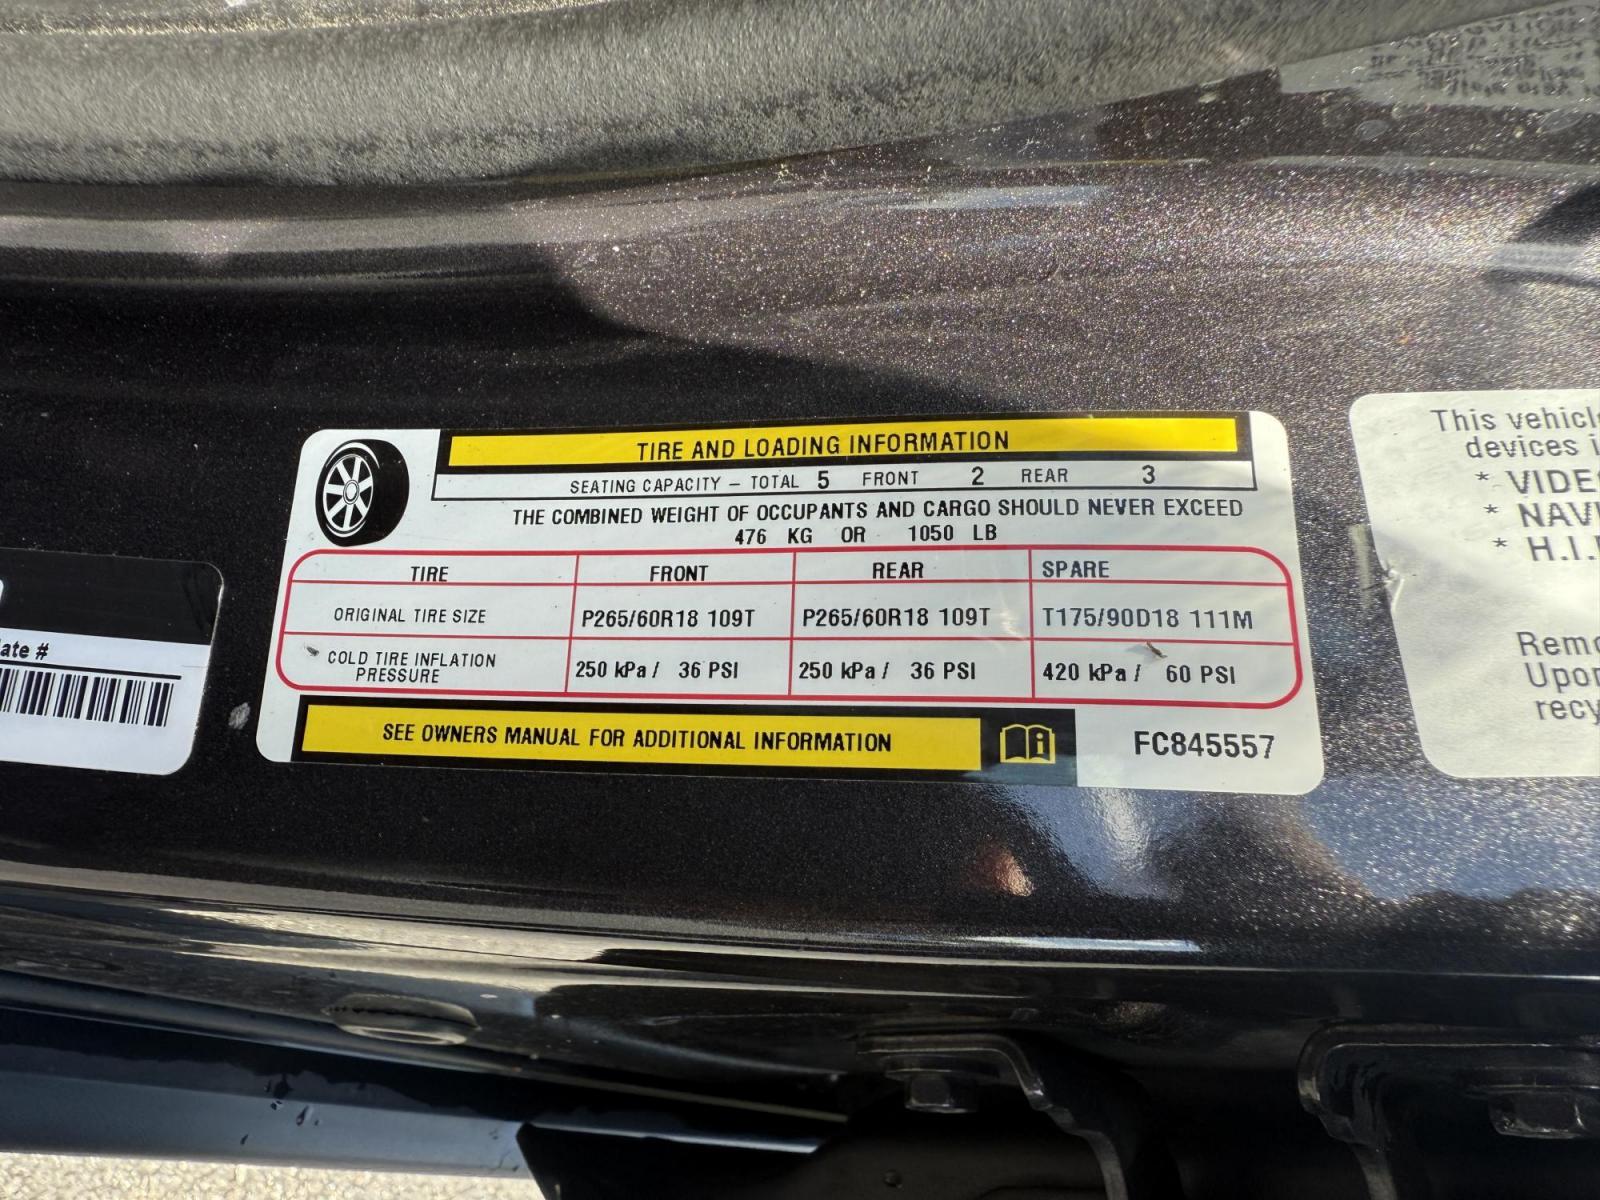 TIRE AND LOADING INFORMATION
SEATING CAPACITY – TOTAL 5 FRONT 2 REAR 3
THE COMBINED WEIGHT OF OCCUPANTS AND CARGO SHOULD NEVER EXCEED
476 KG OR 1050 LB
TIRE FRONT REAR SPARE
ORIGINAL TIRE SIZE P265/60R18 109T P265/60R18 109T T175/90D18 111M
COLD TIRE INFLATION PRESSURE 250 kPa / 36 PSI 250 kPa / 36 PSI 420 kPa / 60 PSI
SEE OWNERS MANUAL FOR ADDITIONAL INFORMATION
FC845557
ate #
This vehicl
devices i
* VIDE
* NAV
* H.I.
Remo
Upon
recy